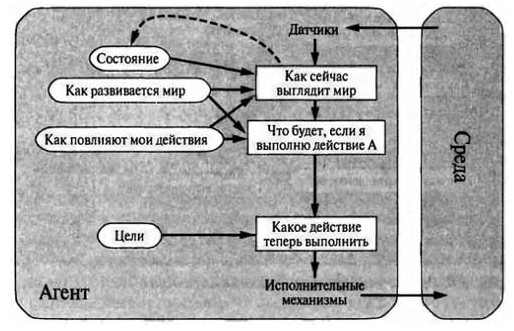 Датчики
Состояние
Как сейчас
выглядит мир
Как развивается мир
Что будет, если я
выполню действие А
Как повлияют мои действия
Среда
Цели
Какое действие
теперь выполнить
Исполнительные
механизмы
Агент